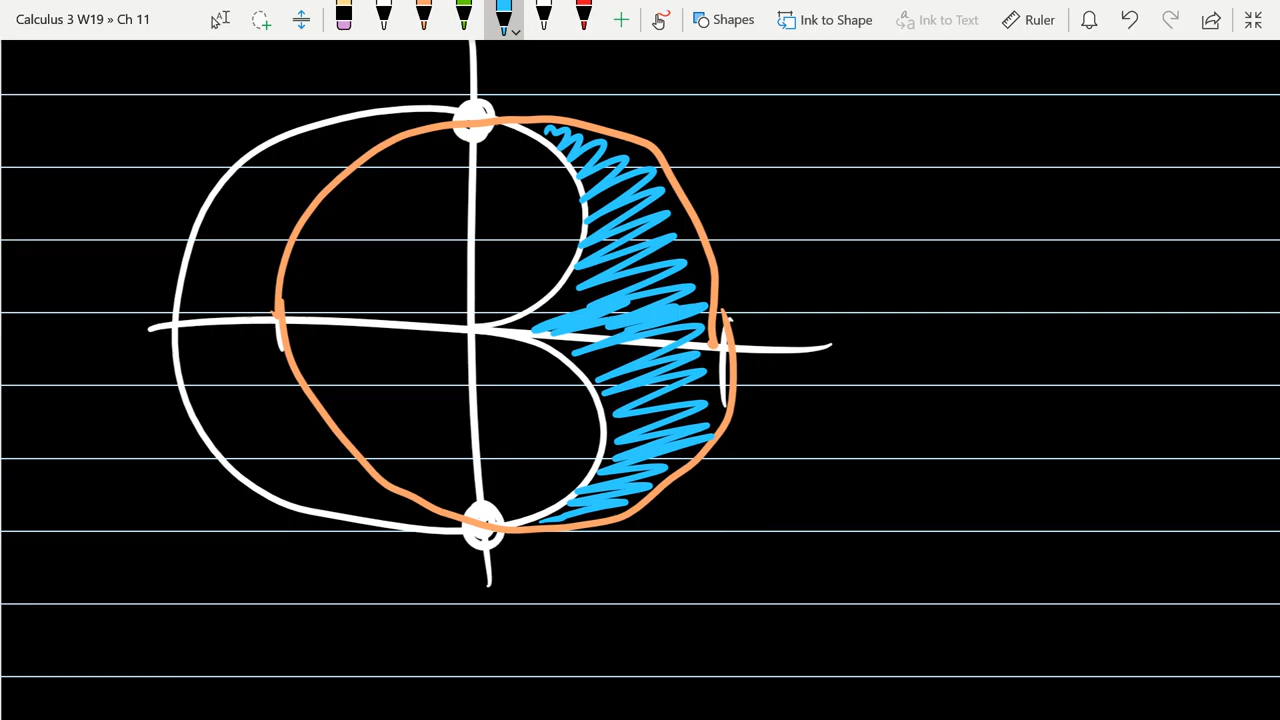 Calculus 3 W19 » Ch 11
Shapes
Ink to Shape
Ink to Text
Ruler